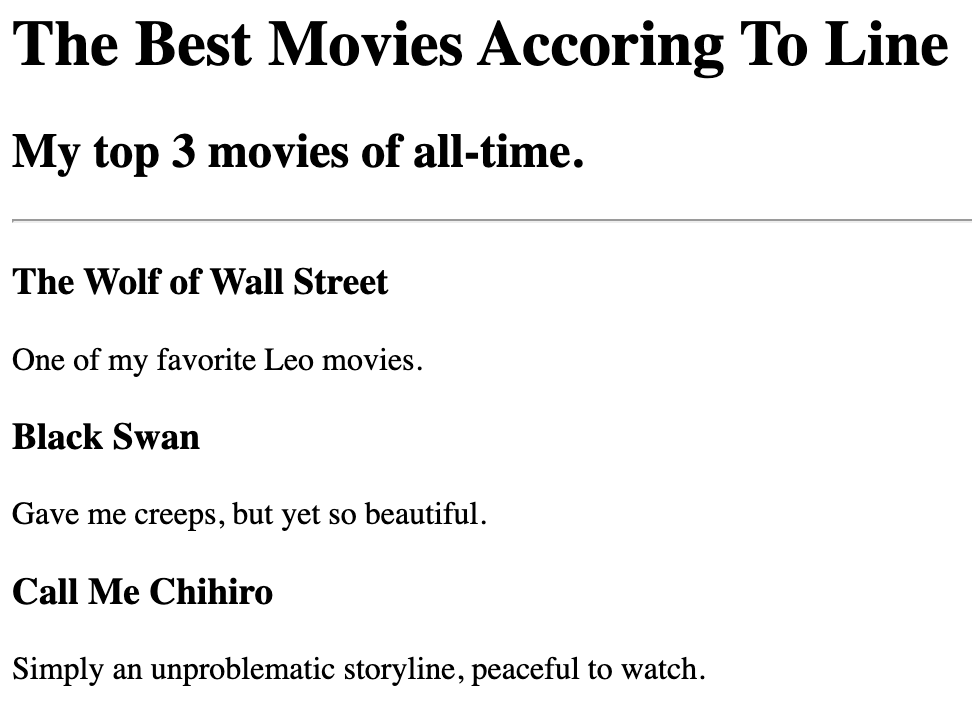 The Best Movies Accoring To Line
My top 3 movies of all-time.
The Wolf of Wall Street
One of my favorite Leo movies.
Black Swan
Gave me creeps, but yet so beautiful.
Call Me Chihiro
Simply an unproblematic storyline, peaceful to watch.